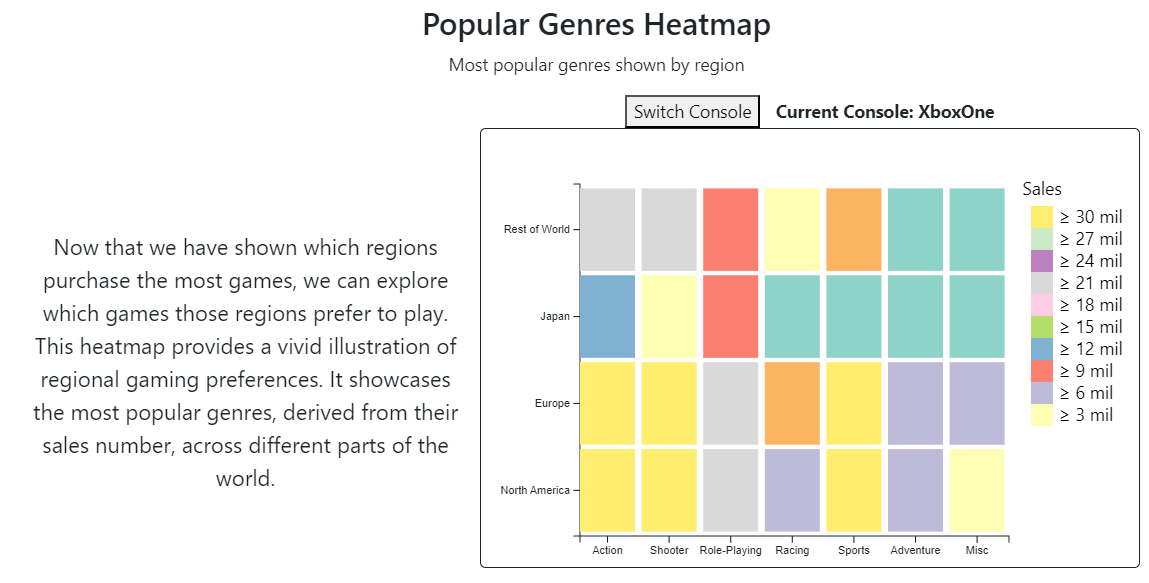 Popular Genres Heatmap
Most popular genres shown by region
Switch Console
Current Console: XboxOne
Now that we have shown which regions
purchase the most games, we can explore
which games those regions prefer to play.
This heatmap provides a vivid illustration of
regional gaming preferences. It showcases
the most popular genres, derived from their
sales number, across different parts of the
world.
Rest of World
Japan
Europe
North America
Action
Shooter
Role-Playing
Racing
Sports
Adventure
Misc
Sales
≥ 30 mil
≥ 27 mil
≥ 24 mil
≥ 21 mil
≥ 18 mil
≥ 15 mil
≥ 12 mil
≥ 9 mil
≥ 6 mil
≥ 3 mil